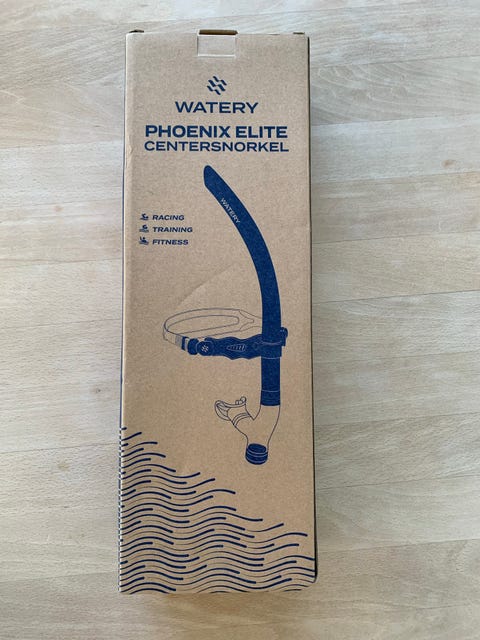 WATERY
PHOENIX ELITE
CENTERSNORKEL
WATERY
RACING
TRAINING
FITNESS